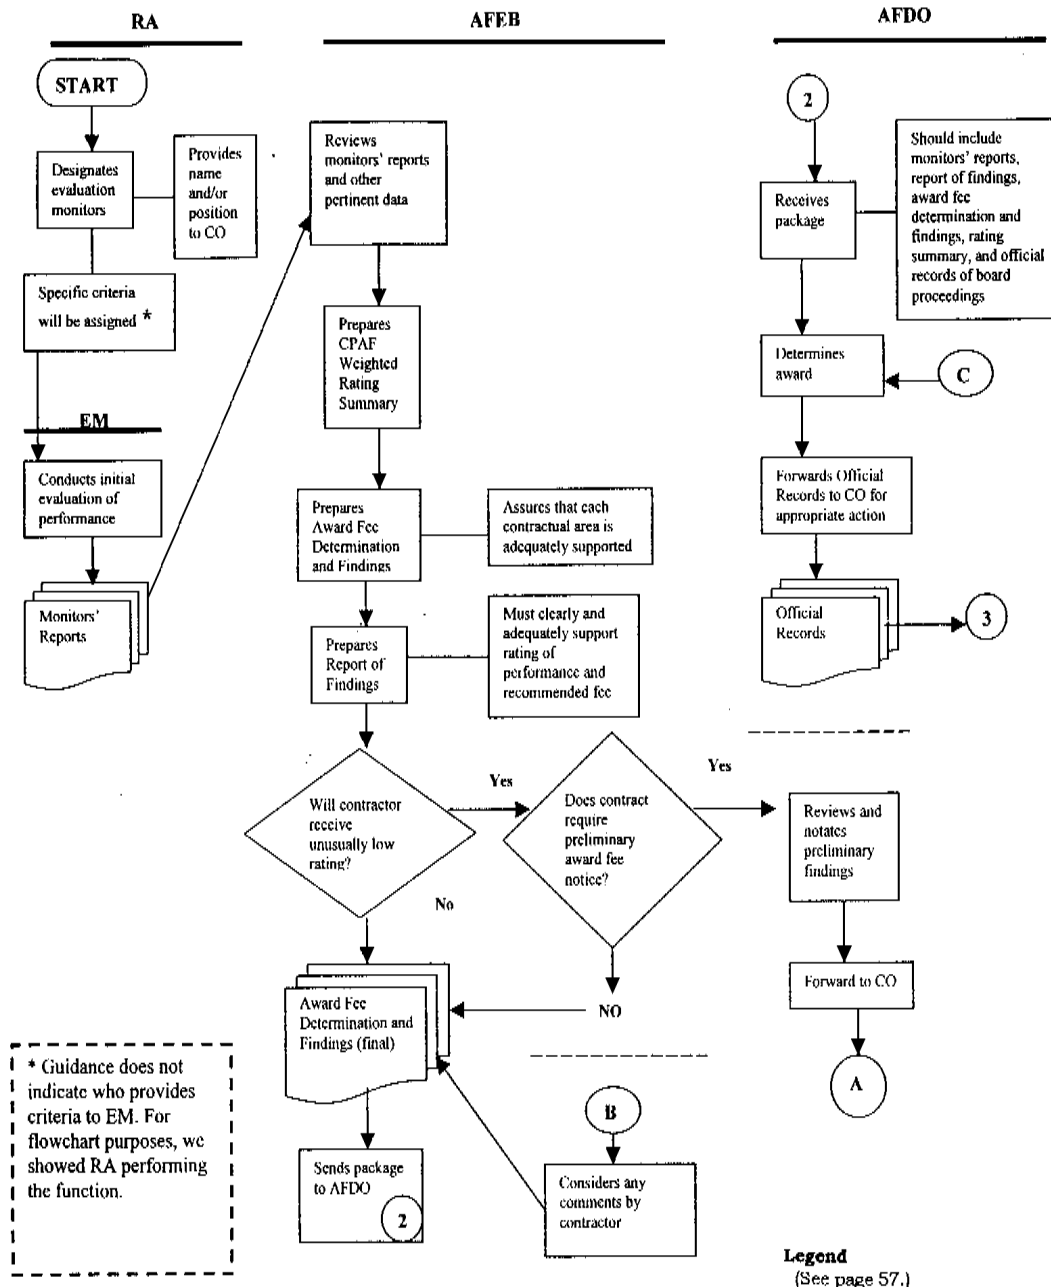 RA
AFEB
AFDO
START
Designates
evaluation
monitors
Provides
name
and/or
position
to CO
Specific criteria
will be assigned *
EM
Conducts initial
evaluation of
performance
Monitors'
Reports
Reviews
monitors' reports
and other
pertinent data
Prepares
CPAF
Weighted
Rating
Summary
Prepares
Award Fee
Determination
and Findings
Assures that each
contractual area is
adequately supported
Prepares
Report of
Findings
Must clearly and
adequately support
rating of
performance and
recommended fee
Will contractor
receive
unusually low
rating?
Yes
No
Does contract
require
preliminary
award fee
notice?
Yes
NO
Award Fee
Determination and
Findings (final)
Sends package
to AFDO
2
B
Considers any
comments by
contractor
2
Receives
package
Should include
monitors' reports,
report of findings,
award fee
determination and
findings, rating
summary, and official
records of board
proceedings
Determines
award
C
Forwards Official
Records to CO for
appropriate action
Official
Records
3
Reviews and
notates
preliminary
findings
Forward to CO
A
* Guidance does not
indicate who provides
criteria to EM. For
flowchart purposes, we
showed RA performing
the function.
Legend
(See page 57.)